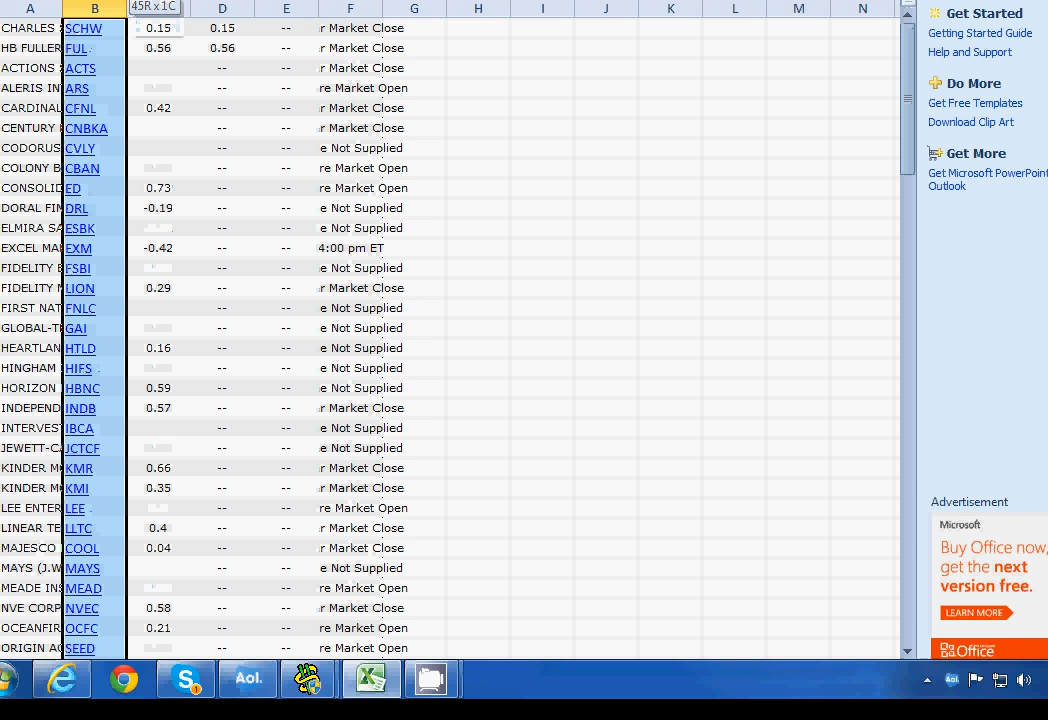 A 45R x 1C D E F G H I J K L M N
CHARLES SCHW 0.15 0.15 -- r Market Close
HB FULLER FUL 0.56 0.56 -- r Market Close
ACTIONS ACTS -- -- r Market Close
ALERIS IN ARS -- -- re Market Open
CARDINAL CFNL 0.42 -- -- r Market Close
CENTURY CNBKA -- -- r Market Close
CODORUS CVLY -- -- e Not Supplied
COLONY B CBAN -- -- re Market Open
CONSOLID ED 0.73 -- -- re Market Open
DORAL FIN DRL -0.19 -- -- e Not Supplied
ELMIRA SA ESBK -- -- e Not Supplied
EXCEL MA EXM -0.42 -- -- 4:00 pm ET
FIDELITY FSBI -- -- e Not Supplied
FIDELITY LION 0.29 -- -- r Market Close
FIRST NAT FNLC -- -- e Not Supplied
GLOBAL-T GAI -- -- e Not Supplied
HEARTLAN HTLD 0.16 -- -- e Not Supplied
HINGHAM HIFS -- -- e Not Supplied
HORIZON HBNC 0.59 -- -- e Not Supplied
INDEPEND INDB 0.57 -- -- r Market Close
INTERVES IBCA -- -- e Not Supplied
JEWETT-C JCTCF -- -- e Not Supplied
KINDER M KMR 0.66 -- -- r Market Close
KINDER M KMI 0.35 -- -- r Market Close
LEE ENTER LEE -- -- re Market Open
LINEAR TE LLTC 0.4 -- -- r Market Close
MAJESCO COOL 0.04 -- -- r Market Close
MAYS (J.W MAYS -- -- e Not Supplied
MEADE INS MEAD -- -- re Market Open
NVE CORP NVEC 0.58 -- -- r Market Close
OCEANFIR OCFC 0.21 -- -- re Market Open
ORIGIN AG SEED -- -- re Market Open
B
Get Started
Getting Started Guide
Help and Support
Do More
Get Free Templates
Download Clip Art
Get More
Get Microsoft PowerPoint
Outlook
Advertisement
Microsoft
Buy Office now,
get the next
version free.
LEARN MORE
Office
Aol.
Aol.